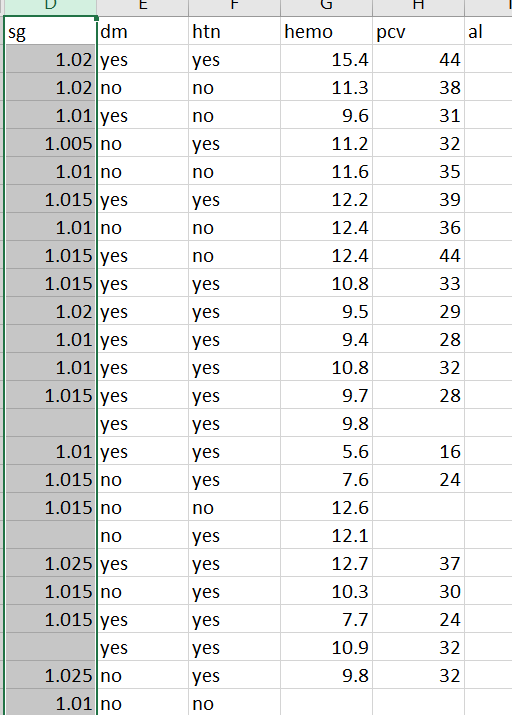 D E F G H
sg dm htn hemo pcv al
1.02 yes yes 15.4 44
1.02 no no 11.3 38
1.01 yes no 9.6 31
1.005 no yes 11.2 32
1.01 no no 11.6 35
1.015 yes yes 12.2 39
1.01 no no 12.4 36
1.015 yes no 12.4 44
1.015 yes yes 10.8 33
1.02 yes yes 9.5 29
1.01 yes yes 9.4 28
1.01 yes yes 10.8 32
1.015 yes yes 9.7 28
yes yes 9.8
1.01 yes yes 5.6 16
1.015 no yes 7.6 24
1.015 no no 12.6
no yes 12.1
1.025 yes yes 12.7 37
1.015 no yes 10.3 30
1.015 yes yes 7.7 24
yes yes 10.9 32
1.025 no yes 9.8 32
1.01 no no